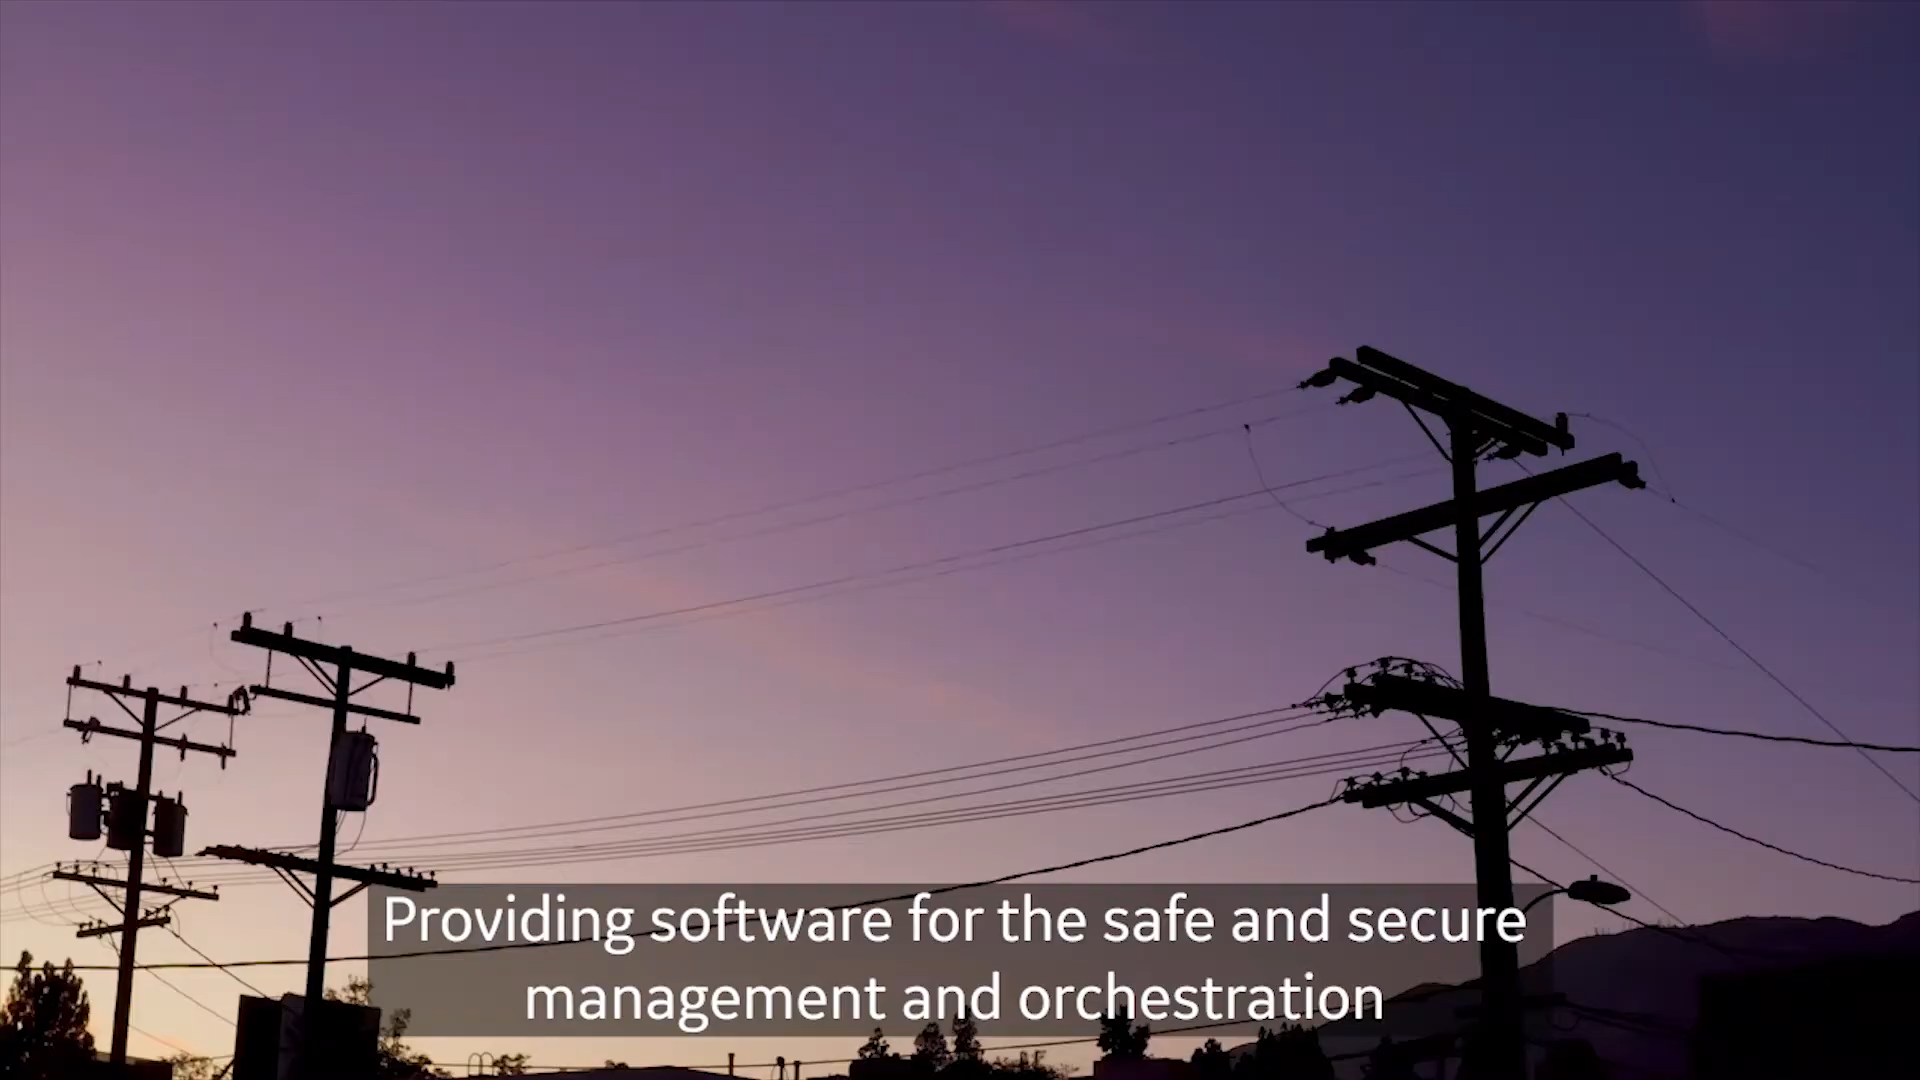 Providing software for the safe and secure
management and orchestration